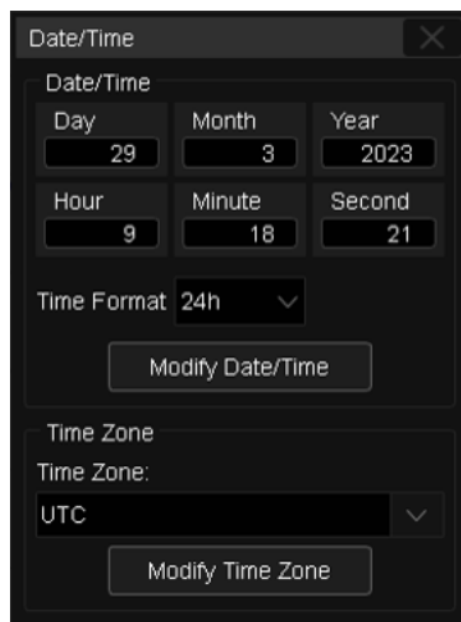 Date/Time
Date/Time
Day Month Year
29 3 2023
Hour Minute Second
9 18 21
Time Format 24h
Modify Date/Time
Time Zone
Time Zone:
UTC
Modify Time Zone